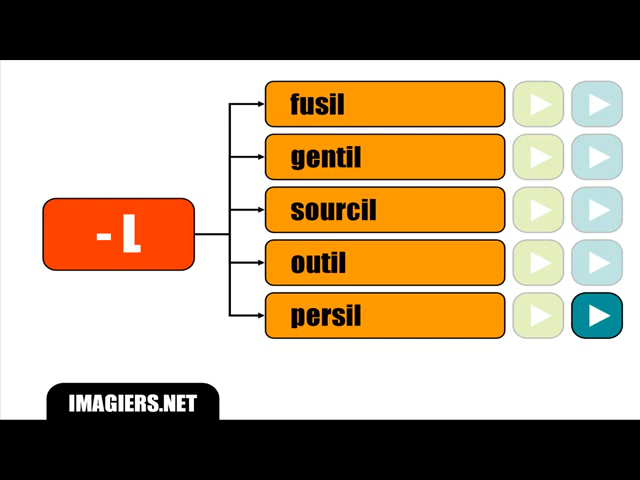 - L
fusil
gentil
sourcil
outil
persil
IMAGIERS.NET